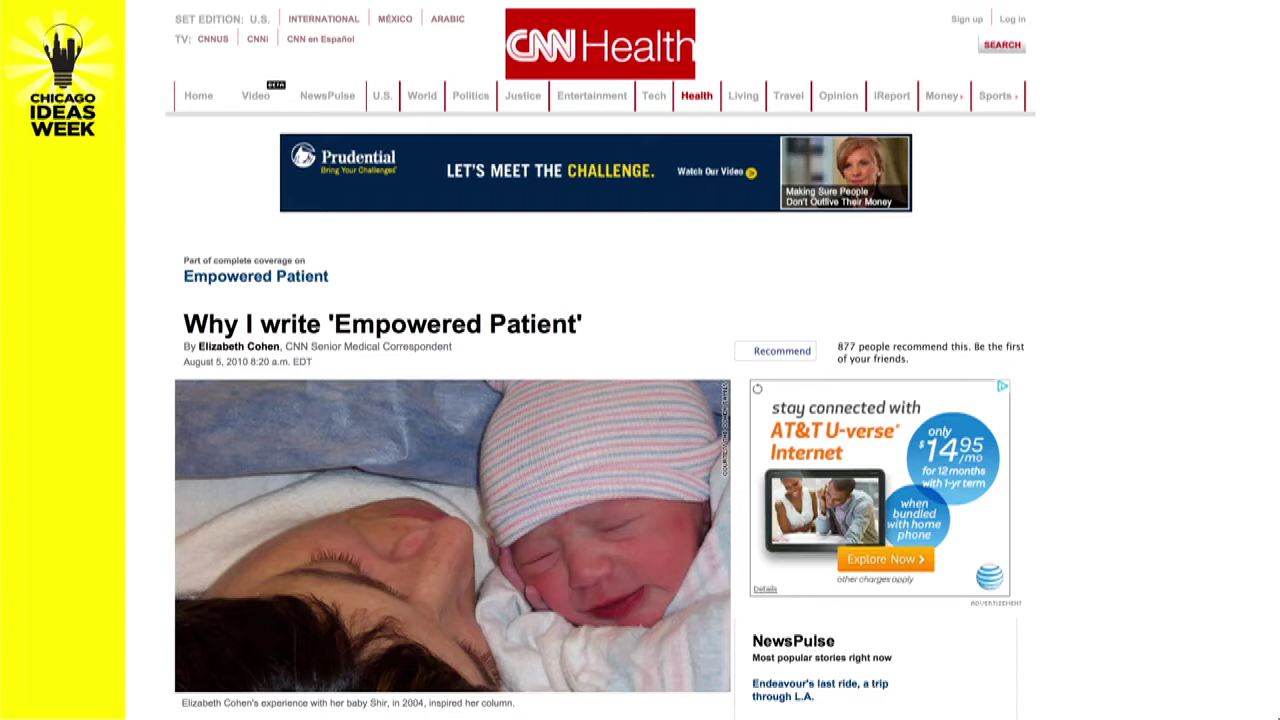 CHICAGO
IDEAS
WEEK
SET EDITION: U.S. INTERNATIONAL MÉXICO ARABIC
TV: CNNUS CNNi CNN en Español
CNN Health
Sign up Log in
SEARCH
BETA
Home Video NewsPulse U.S. World Politics Justice Entertainment Tech Health Living Travel Opinion iReport Money Sports
Prudential
Bring Your Challenges
LET'S MEET THE CHALLENGE.
Watch Our Video
Making Sure People
Don't Outlive Their Money
Part of complete coverage on
Empowered Patient
Why I write 'Empowered Patient'
By Elizabeth Cohen, CNN Senior Medical Correspondent
August 5, 2010 8:20 a.m. EDT
Recommend
877 people recommend this. Be the first
of your friends.
stay connected with
AT&T U-verse®
Internet
only
$14.95
/mo
for 12 months
with 1-yr term
when
bundled
with home
phone
Explore Now >
other charges apply
Details
at&t
ADVERTISEMENT
NewsPulse
Most popular stories right now
Endeavour's last ride, a trip
through L.A.
Elizabeth Cohen's experience with her baby Shir, in 2004, inspired her column.